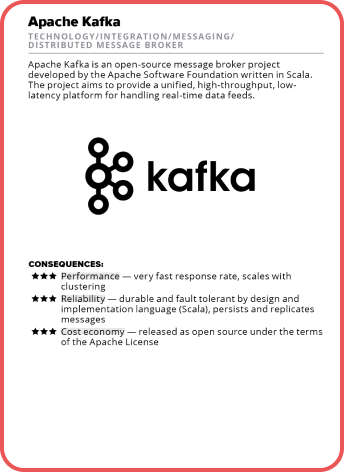 Apache Kafka
TECHNOLOGY/INTEGRATION/MESSAGING/
DISTRIBUTED MESSAGE BROKER
Apache Kafka is an open-source message broker project
developed by the Apache Software Foundation written in Scala.
The project aims to provide a unified, high-throughput, low-
latency platform for handling real-time data feeds.
kafka
CONSEQUENCES:
★★★ Performance — very fast response rate, scales with
clustering
★★★ Reliability — durable and fault tolerant by design and
implementation language (Scala), persists and replicates
messages
★★★ Cost economy — released as open source under the terms
of the Apache License